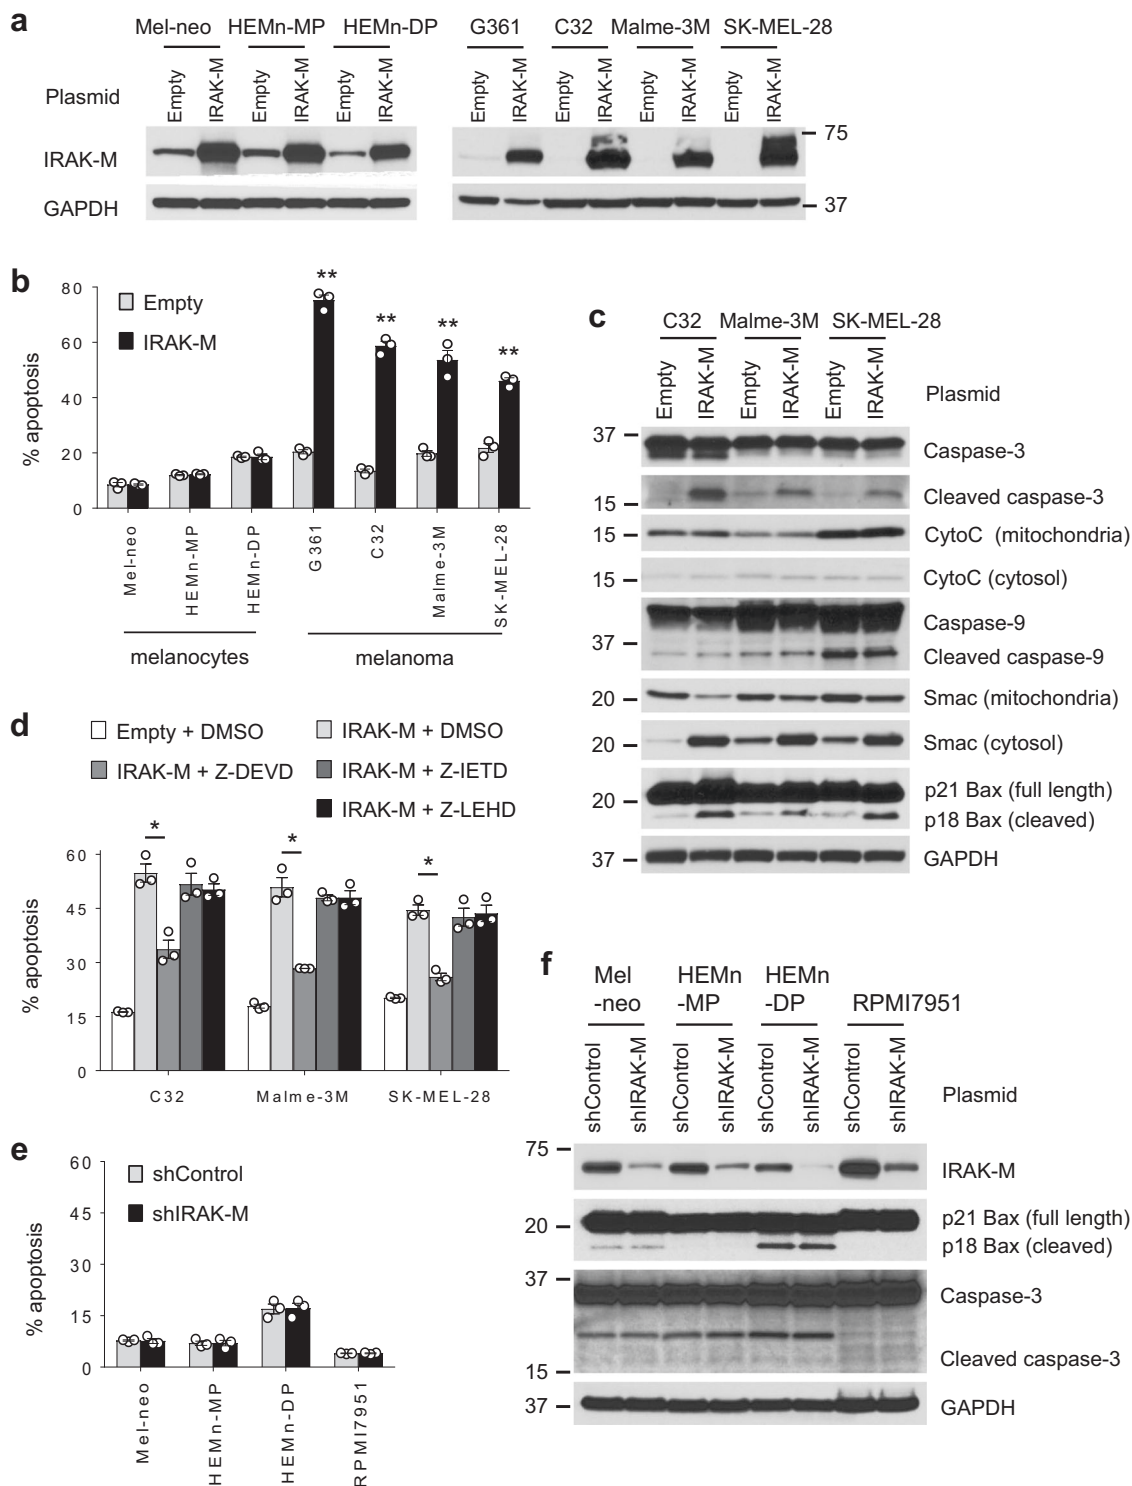 a
Mel-neo HEMn-MP HEMn-DP G361 C32 Malme-3M SK-MEL-28
Plasmid Empty IRAK-M Empty IRAK-M Empty IRAK-M Empty IRAK-M Empty IRAK-M Empty IRAK-M Empty IRAK-M
75
IRAK-M
GAPDH
37
b
80
60
40
20
0
% apoptosis
Empty
IRAK-M
** ** ** **
Mel-neo HEMn-MP HEMn-DP G361 C32 Malme-3M SK-MEL-28
melanocytes melanoma
c
C32 Malme-3M SK-MEL-28
Empty IRAK-M Empty IRAK-M Empty IRAK-M Plasmid
37 Caspase-3
15 Cleaved caspase-3
15 CytoC (mitochondria)
15 CytoC (cytosol)
Caspase-9
37 Cleaved caspase-9
20 Smac (mitochondria)
20 Smac (cytosol)
20 p21 Bax (full length)
p18 Bax (cleaved)
37 GAPDH
d
Empty + DMSO IRAK-M + DMSO
IRAK-M + Z-DEVD IRAK-M + Z-IETD
IRAK-M + Z-LEHD
60
45
30
15
0
% apoptosis
* * *
C32 Malme-3M SK-MEL-28
e
60
45
30
15
0
% apoptosis
shControl
shIRAK-M
Mel-neo HEMn-MP HEMn-DP RPMI7951
f
Mel HEMn HEMn
-neo -MP -DP RPMI7951
shControl shIRAK-M shControl shIRAK-M shControl shIRAK-M shControl shIRAK-M Plasmid
75
IRAK-M
20 p21 Bax (full length)
p18 Bax (cleaved)
37
Caspase-3
Cleaved caspase-3
15
37 GAPDH